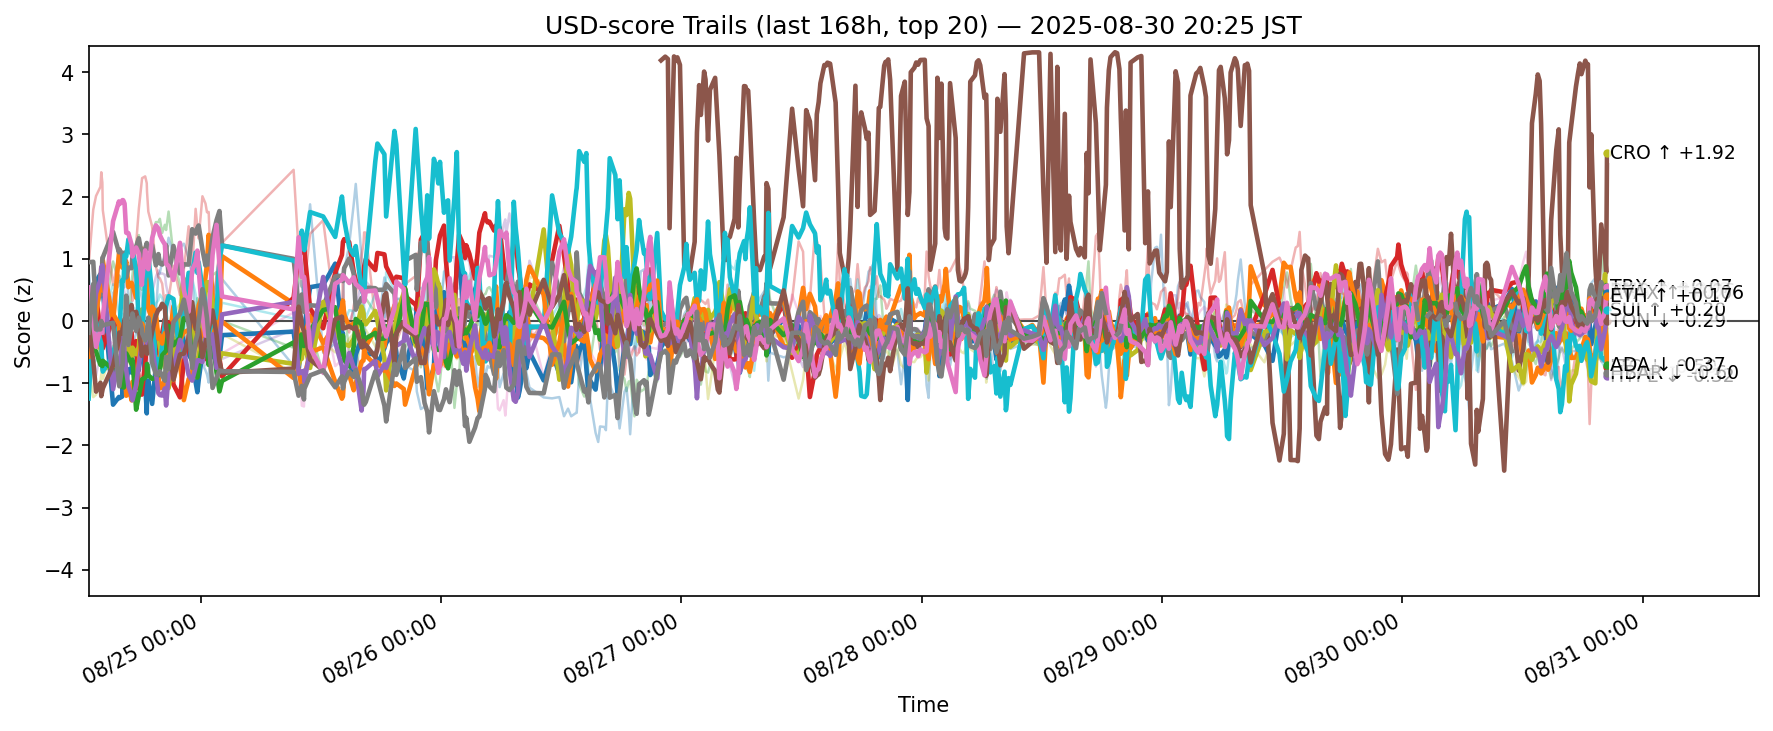 USD-score Trails (last 168h, top 20) — 2025-08-30 20:25 JST
Score (z)
4
3
2
1
0
−1
−2
−3
−4
CRO ↑ +1.92
ETH ↑ +0.17
SUI ↑ +0.20
TON ↓ -0.29
ADA ↓ -0.37
08/25 00:00
08/26 00:00
08/27 00:00
08/28 00:00
08/29 00:00
08/30 00:00
08/31 00:00
Time